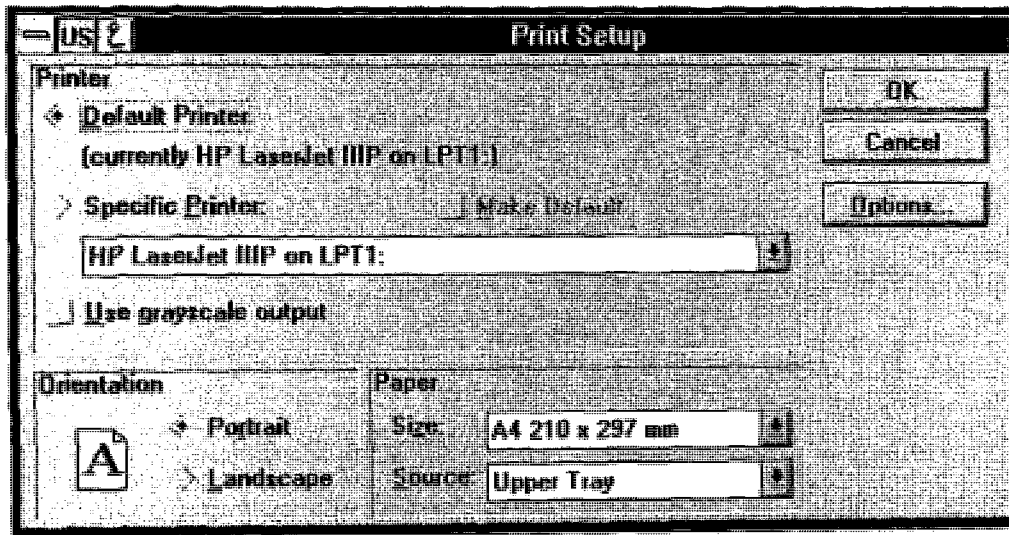 US
Print Setup
Printer
Default Printer
(currently HP LaserJet IIIP on LPT1:)
Specific Printer:
Make Default
HP LaserJet IIIP on LPT1:
Use grayscale output
OK
Cancel
Options...
Orientation
A
Portrait
Landscape
Paper
Size:
A4 210 x 297 mm
Source:
Upper Tray